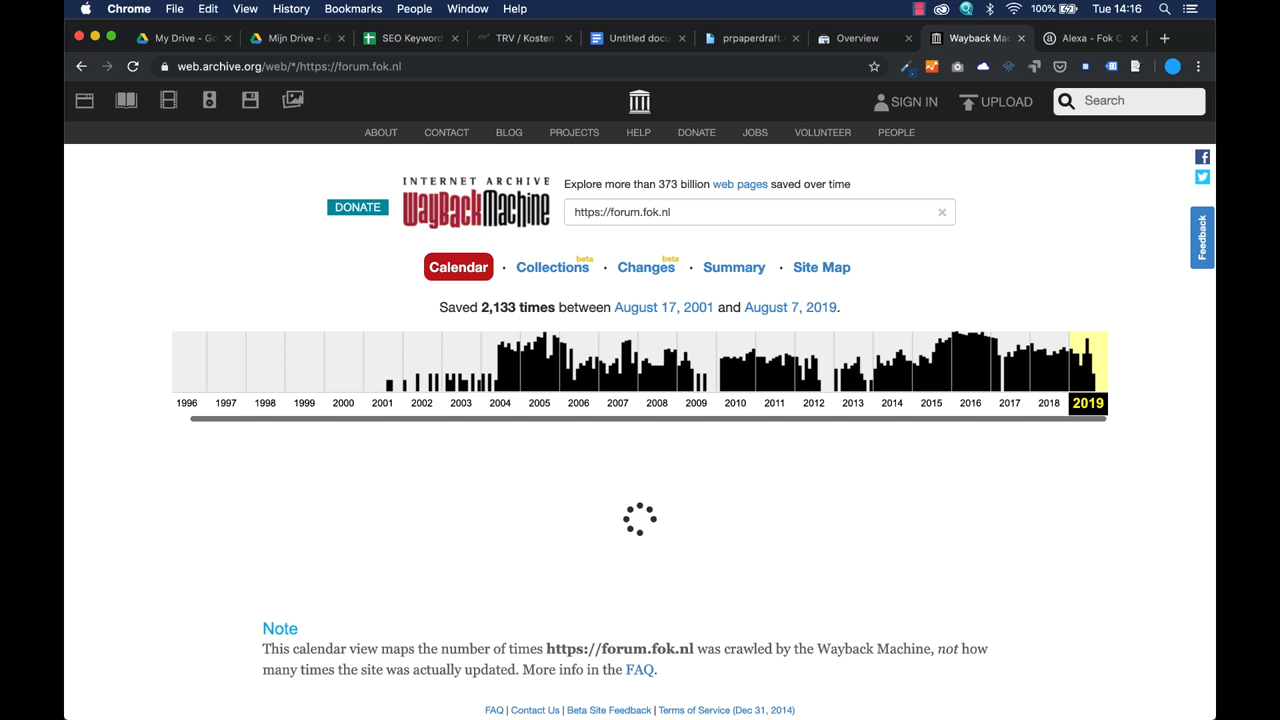 Chrome File Edit View History Bookmarks People Window Help 100% Tue 14:16
My Drive - Go Mijn Drive - G SEO Keyword TRV / Kosten Untitled docu prpaperdraft. Overview Wayback Mac Alexa - Fok C
web.archive.org/web/*/https://forum.fok.nl
SIGN IN UPLOAD Search
ABOUT CONTACT BLOG PROJECTS HELP DONATE JOBS VOLUNTEER PEOPLE
INTERNET ARCHIVE Explore more than 373 billion web pages saved over time
DONATE WayBackMachine https://forum.fok.nl
Feedback
Calendar · Collections beta · Changes beta · Summary · Site Map
Saved 2,133 times between August 17, 2001 and August 7, 2019.
1996 1997 1998 1999 2000 2001 2002 2003 2004 2005 2006 2007 2008 2009 2010 2011 2012 2013 2014 2015 2016 2017 2018 2019
Note
This calendar view maps the number of times https://forum.fok.nl was crawled by the Wayback Machine, not how
many times the site was actually updated. More info in the FAQ.
FAQ | Contact Us | Beta Site Feedback | Terms of Service (Dec 31, 2014)